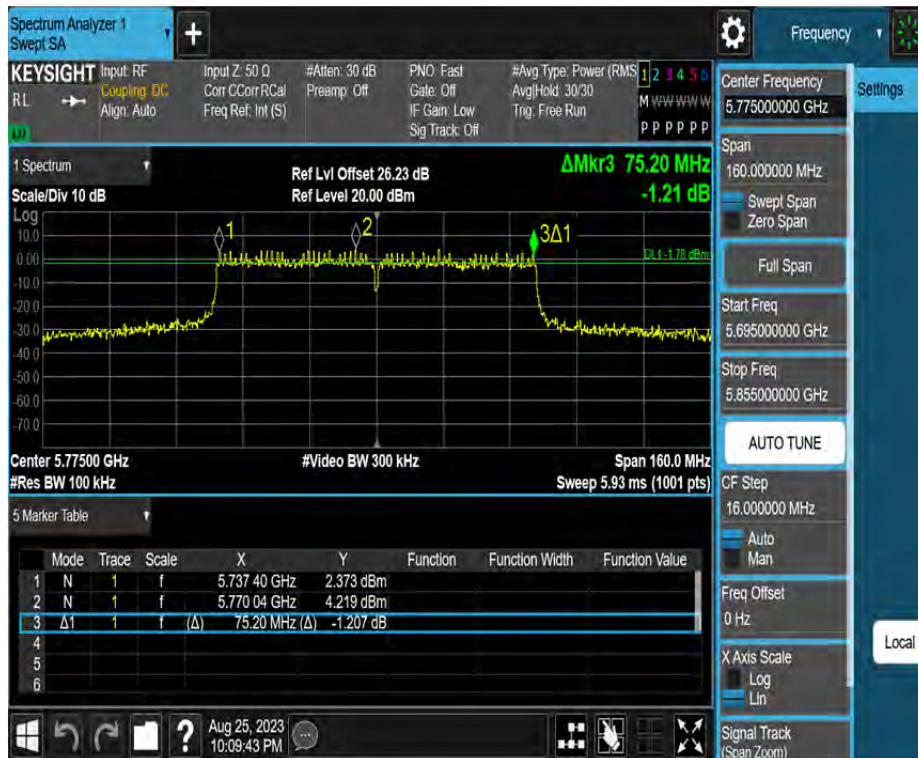 Spectrum Analyzer 1
Swept SA
+
Frequency
KEYSIGHT
RL
Input: RF
Coupling: DC
Align: Auto
Input Z: 50 Ω
Corr CCorr RCal
Freq Ref: Int (S)
#Atten: 30 dB
Preamp: Off
PNO: Fast
Gate: Off
IF Gain: Low
Sig Track: Off
#Avg Type: Power (RMS
Avg|Hold: 30/30
Trig: Free Run
1 2 3 4 5 6
M W W W W W
P P P P P P
Center Frequency
5.775000000 GHz
Settings
Span
160.000000 MHz
Swept Span
Zero Span
Full Span
Start Freq
5.695000000 GHz
Stop Freq
5.855000000 GHz
AUTO TUNE
CF Step
16.000000 MHz
Auto
Man
Freq Offset
0 Hz
X Axis Scale
Log
Lin
Signal Track
(Span Zoom)
Local
1 Spectrum
Scale/Div 10 dB
Ref Lvl Offset 26.23 dB
Ref Level 20.00 dBm
ΔMkr3 75.20 MHz
-1.21 dB
Log
10.0
0.00
-10.0
-20.0
-30.0
-40.0
-50.0
-60.0
-70.0
1
2
3Δ1
DL1 -1.78 dBm
Center 5.77500 GHz
#Video BW 300 kHz
Span 160.0 MHz
#Res BW 100 kHz
Sweep 5.93 ms (1001 pts)
5 Marker Table
Mode Trace Scale X Y Function Function Width Function Value
1 N 1 f 5.737 40 GHz 2.373 dBm
2 N 1 f 5.770 04 GHz 4.219 dBm
3 Δ1 1 f (Δ) 75.20 MHz (Δ) -1.207 dB
4
5
6
?
Aug 25, 2023
10:09:43 PM